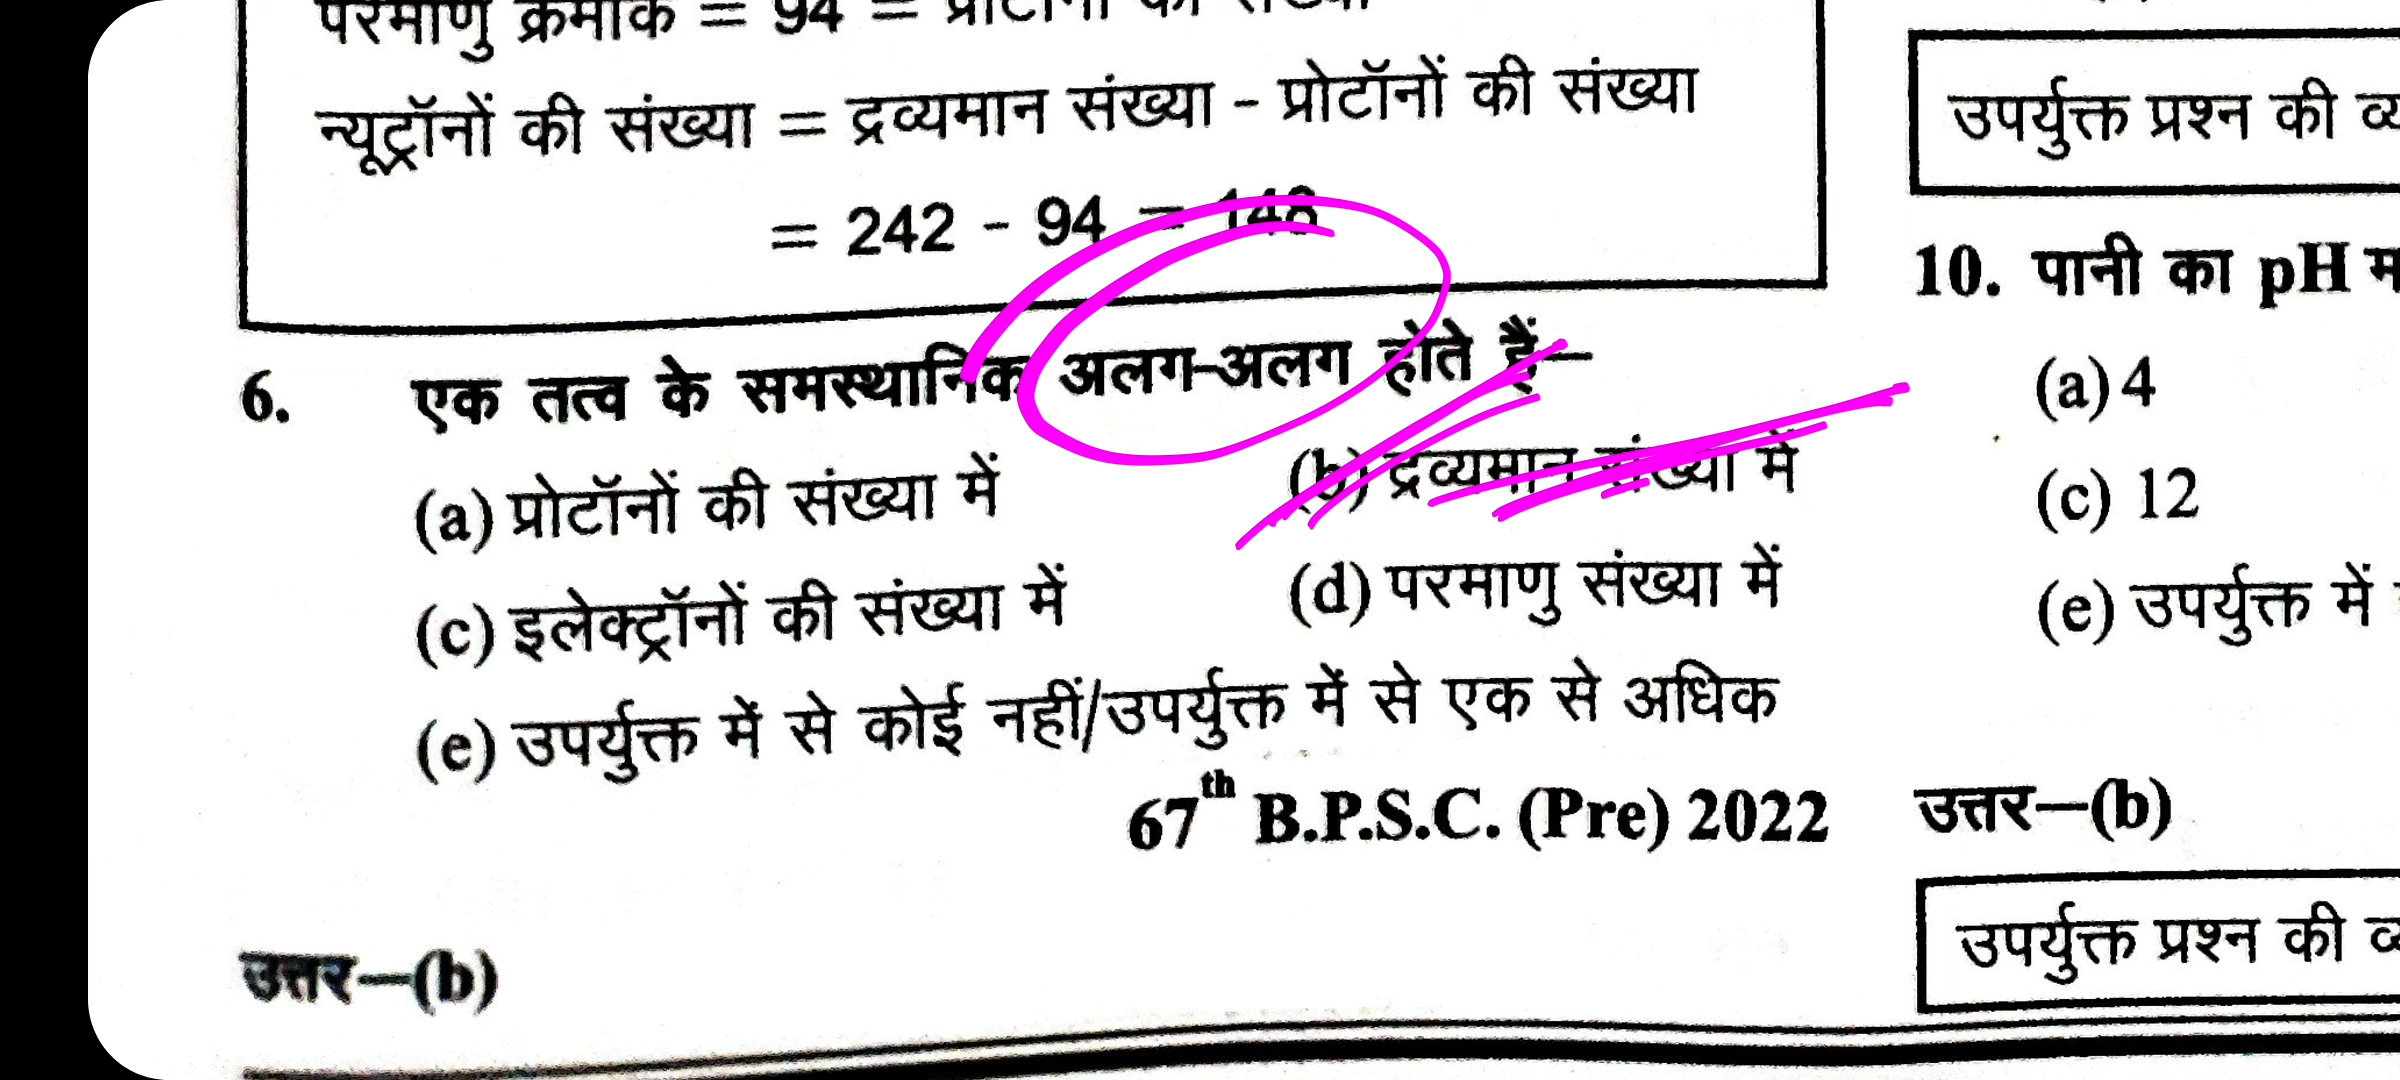 परमाणु क्रमांक = 94 = प्रोटॉनों की संख्या
न्यूट्रॉनों की संख्या = द्रव्यमान संख्या - प्रोटॉनों की संख्या
= 242 - 94 = 148
6. एक तत्व के समस्थानिक अलग-अलग होते हैं—
(a) प्रोटॉनों की संख्या में (b) द्रव्यमान संख्या में
(c) इलेक्ट्रॉनों की संख्या में (d) परमाणु संख्या में
(e) उपर्युक्त में से कोई नहीं/उपर्युक्त में से एक से अधिक
67th B.P.S.C. (Pre) 2022
उत्तर—(b)
उपर्युक्त प्रश्न की
10. पानी का pH
(a) 4
(c) 12
(e) उपर्युक्त में
उत्तर—(b)
उपर्युक्त प्रश्न की